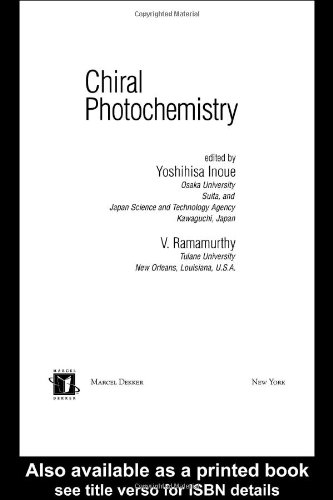 Chiral
Photochemistry
edited by
Yoshihisa Inoue
Osaka University
Suita, and
Japan Science and Technology Agency
Kawaguchi, Japan
V. Ramamurthy
Tulane University
New Orleans, Louisiana, U.S.A.
MARCEL
DEKKER
MARCEL DEKKER
NEW YORK
Also available as a printed book
see title verso for ISBN details